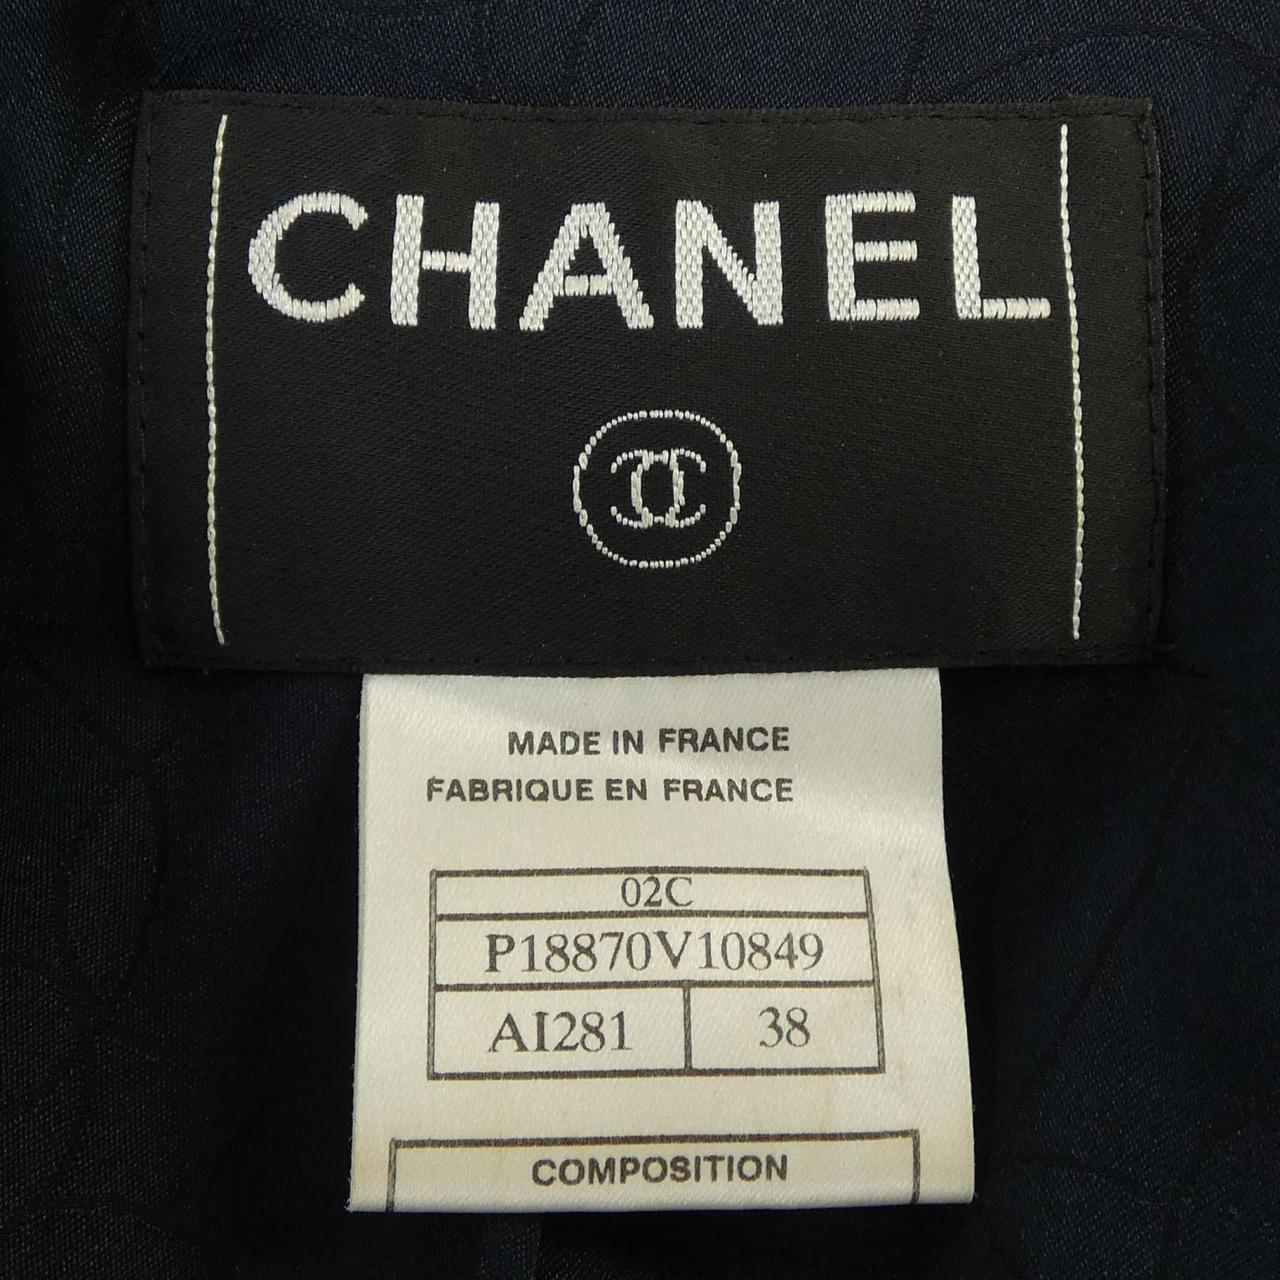 CHANEL
MADE IN FRANCE
FABRIQUE EN FRANCE
02C
P18870V10849
AI281 38
COMPOSITION